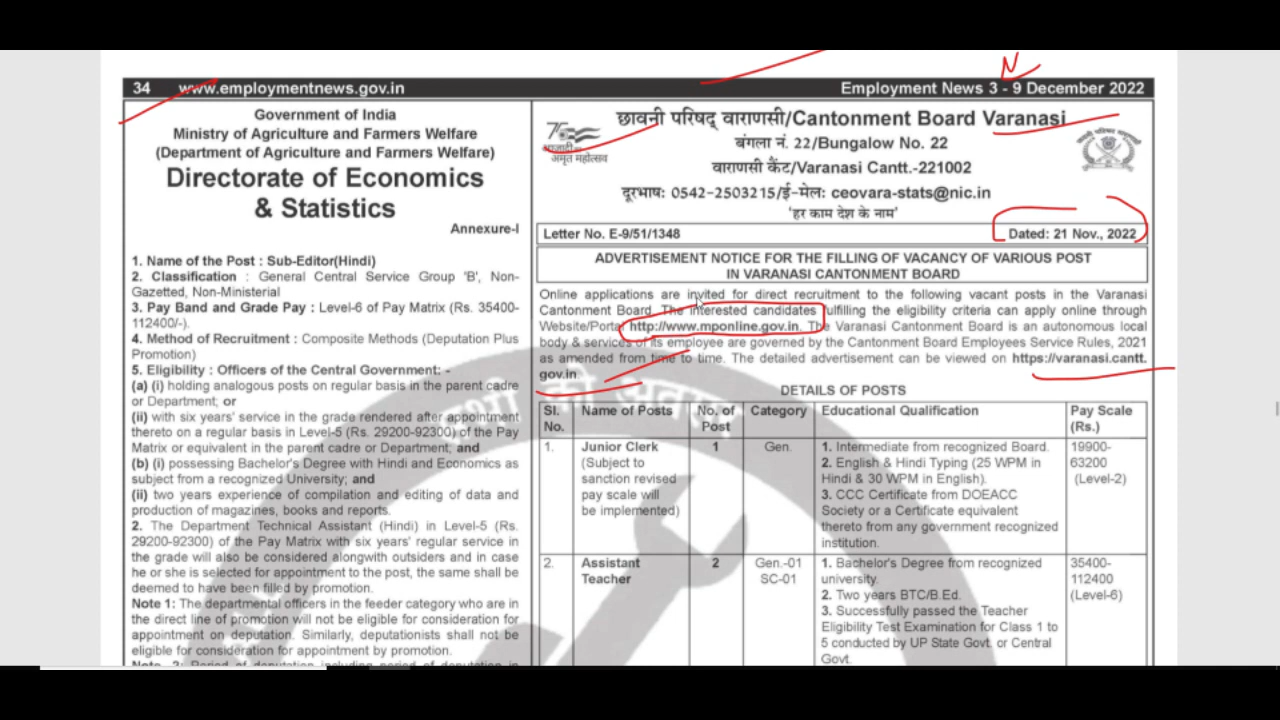 34 www.employmentnews.gov.in
Employment News 3 - 9 December 2022
Government of India
Ministry of Agriculture and Farmers Welfare
(Department of Agriculture and Farmers Welfare)
Directorate of Economics
& Statistics
Annexure-I
1. Name of the Post : Sub-Editor(Hindi)
2. Classification : General Central Service Group 'B', Non-
Gazetted, Non-Ministerial
3. Pay Band and Grade Pay : Level-6 of Pay Matrix (Rs. 35400-
112400/-).
4. Method of Recruitment : Composite Methods (Deputation Plus
Promotion)
5. Eligibility : Officers of the Central Government: -
(a) (i) holding analogous posts on regular basis in the parent cadre
or Department; or
(ii) with six years' service in the grade rendered after appointment
thereto on a regular basis in Level-5 (Rs. 29200-92300) of the Pay
Matrix or equivalent in the parent cadre or Department; and
(b) (i) possessing Bachelor's Degree with Hindi and Economics as
subject from a recognized University; and
(ii) two years experience of compilation and editing of data and
production of magazines, books and reports.
2. The Department Technical Assistant (Hindi) in Level-5 (Rs.
29200-92300) of the Pay Matrix with six years' regular service in
the grade will also be considered alongwith outsiders and in case
he or she is selected for appointment to the post, the same shall be
deemed to have been filled by promotion.
Note 1: The departmental officers in the feeder category who are in
the direct line of promotion will not be eligible for consideration for
appointment on deputation. Similarly, deputationists shall not be
eligible for consideration for appointment by promotion.
Note 2: Period of deputation including period of deputation in
छावनी परिषद् वाराणसी/Cantonment Board Varanasi
बंगला नं. 22/Bungalow No. 22
वाराणसी कैंट/Varanasi Cantt.-221002
दूरभाषः 0542-2503215/ई-मेलः ceovara-stats@nic.in
'हर काम देश के नाम'
आज़ादी का
अमृत महोत्सव
Letter No. E-9/51/1348
Dated: 21 Nov., 2022
ADVERTISEMENT NOTICE FOR THE FILLING OF VACANCY OF VARIOUS POST
IN VARANASI CANTONMENT BOARD
Online applications are invited for direct recruitment to the following vacant posts in the Varanasi
Cantonment Board. The interested candidates fulfilling the eligibility criteria can apply online through
Website/Portal http://www.mponline.gov.in. The Varanasi Cantonment Board is an autonomous local
body & services of its employee are governed by the Cantonment Board Employees Service Rules, 2021
as amended from time to time. The detailed advertisement can be viewed on https://varanasi.cantt.
gov.in.
DETAILS OF POSTS
Sl. No. Name of Posts No. of Post Category Educational Qualification Pay Scale (Rs.)
1. Junior Clerk 1 Gen. 1. Intermediate from recognized Board. 19900-
(Subject to 2. English & Hindi Typing (25 WPM in 63200
sanction revised Hindi & 30 WPM in English). (Level-2)
pay scale will 3. CCC Certificate from DOEACC
be implemented) Society or a Certificate equivalent
thereto from any government recognized
institution.
2. Assistant 2 Gen.-01 1. Bachelor's Degree from recognized 35400-
Teacher SC-01 university. 112400
2. Two years BTC/B.Ed. (Level-6)
3. Successfully passed the Teacher
Eligibility Test Examination for Class 1 to
5 conducted by UP State Govt. or Central
Govt.